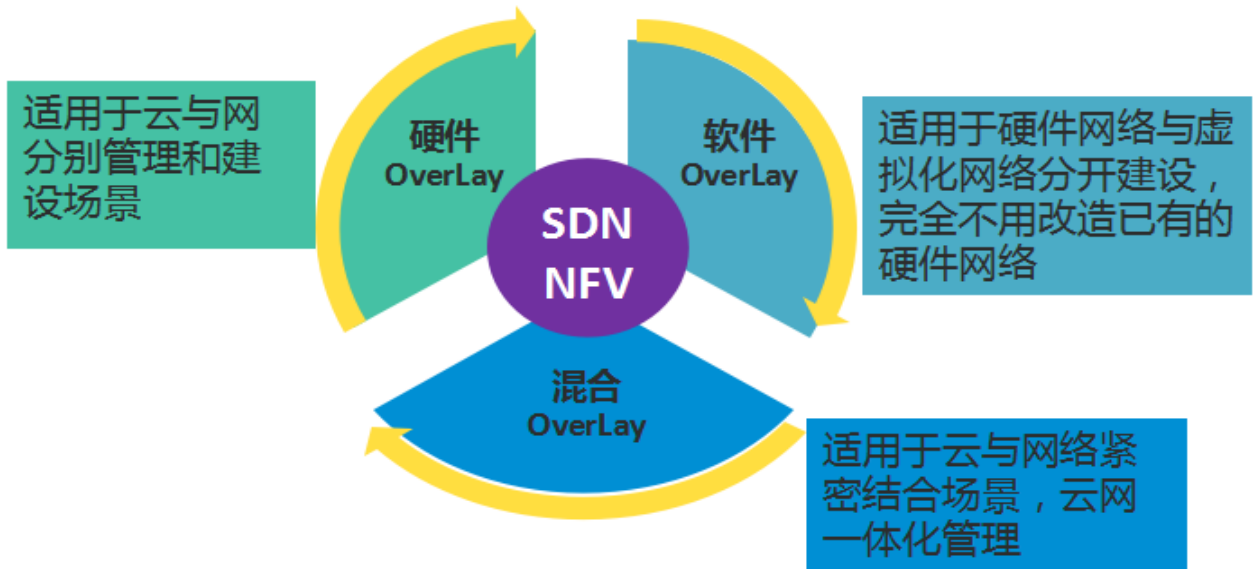 适用于云与网
分别管理和建
设场景
硬件
OverLay
软件
OverLay
适用于硬件网络与虚
拟化网络分开建设，
完全不用改造已有的
硬件网络
SDN
NFV
混合
OverLay
适用于云与网络紧
密结合场景，云网
一体化管理